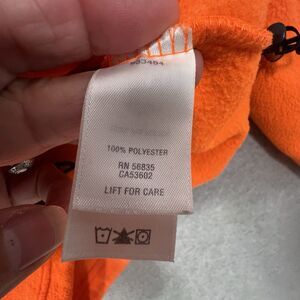 100% POLYESTER
RN 56835
CA53602
LIFT FOR CARE